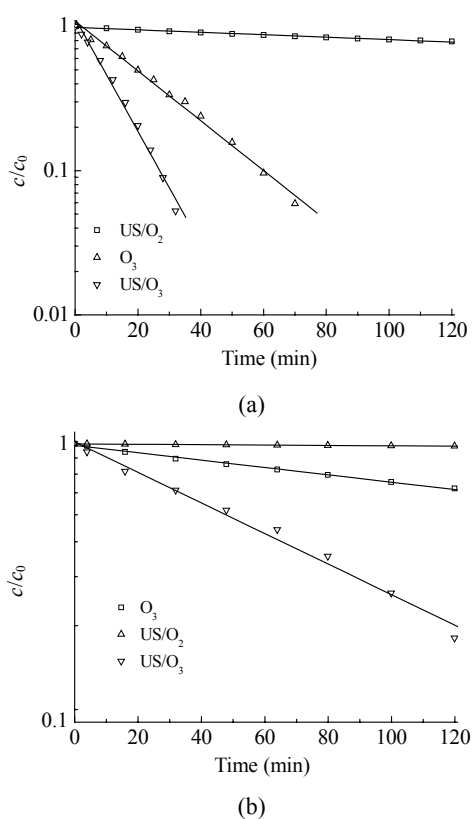 1
0.1
0.01
c/c₀
US/O₂
O₃
US/O₃
0 20 40 60 80 100 120
Time (min)
(a)
1
0.1
c/c₀
O₃
US/O₂
US/O₃
0 20 40 60 80 100 120
Time (min)
(b)